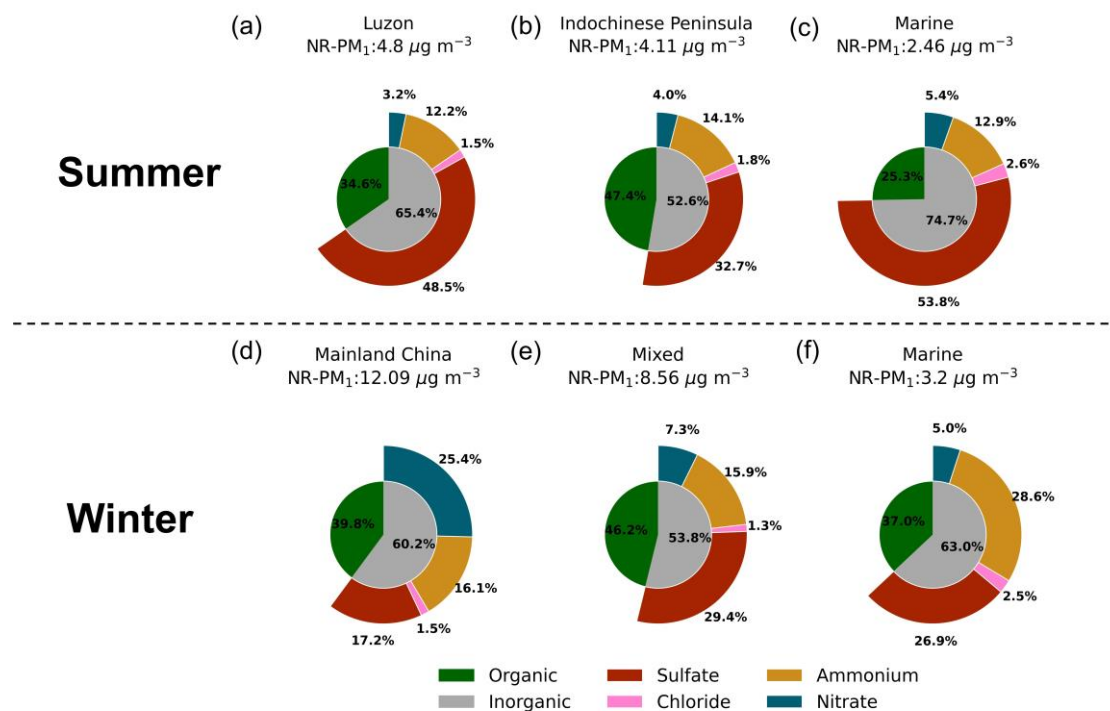 (a)
Luzon
NR-PM₁:4.8 μg m⁻³
(b)
Indochinese Peninsula
NR-PM₁:4.11 μg m⁻³
(c)
Marine
NR-PM₁:2.46 μg m⁻³
Summer
3.2%
12.2%
1.5%
34.6%
65.4%
48.5%
4.0%
14.1%
1.8%
47.4%
52.6%
32.7%
5.4%
12.9%
2.6%
25.3%
74.7%
53.8%
(d)
Mainland China
NR-PM₁:12.09 μg m⁻³
(e)
Mixed
NR-PM₁:8.56 μg m⁻³
(f)
Marine
NR-PM₁:3.2 μg m⁻³
Winter
25.4%
39.8%
60.2%
16.1%
1.5%
17.2%
7.3%
15.9%
1.3%
46.2%
53.8%
29.4%
5.0%
28.6%
37.0%
63.0%
2.5%
26.9%
Organic
Inorganic
Sulfate
Chloride
Ammonium
Nitrate